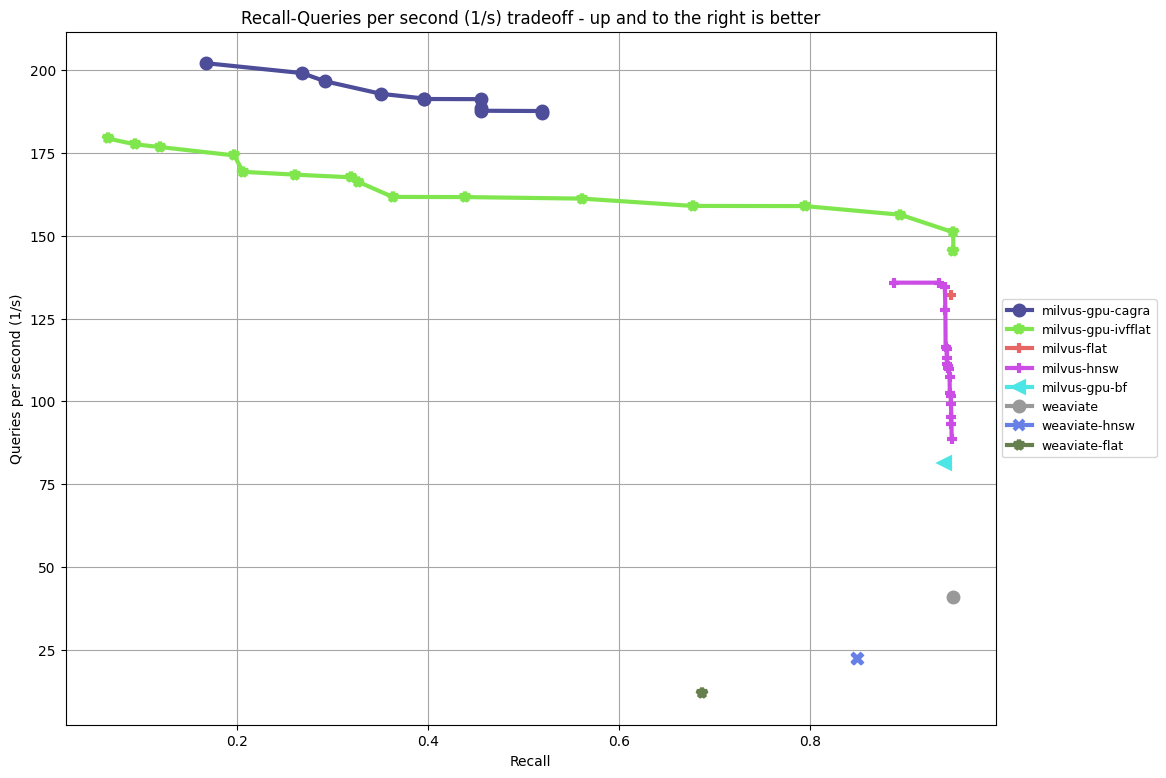 Recall-Queries per second (1/s) tradeoff - up and to the right is better
Queries per second (1/s)
200
175
150
125
100
75
50
25
0.2 0.4 0.6 0.8
Recall
milvus-gpu-cagra
milvus-gpu-ivfflat
milvus-flat
milvus-hnsw
milvus-gpu-bf
weaviate
weaviate-hnsw
weaviate-flat